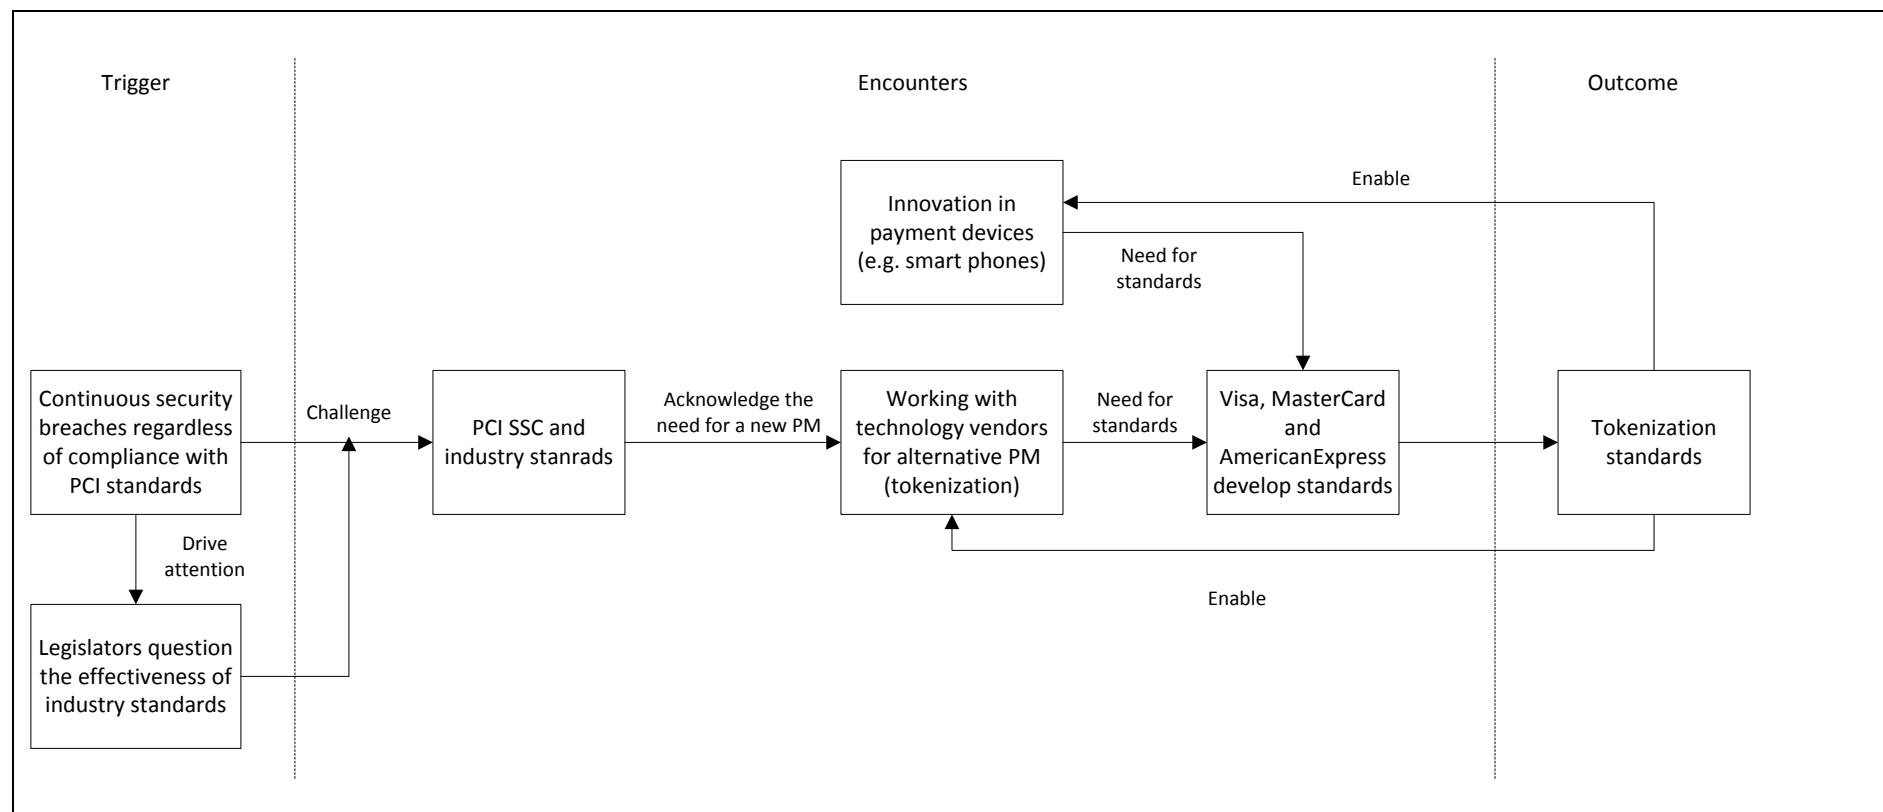 Trigger
Encounters
Outcome
Innovation in
payment devices
(e.g. smart phones)
Enable
Need for
standards
Continuous security
breaches regardless
of compliance with
PCI standards
Challenge
PCI SSC and
industry stanrads
Acknowledge the
need for a new PM
Working with
technology vendors
for alternative PM
(tokenization)
Need for
standards
Visa, MasterCard
and
AmericanExpress
develop standards
Tokenization
standards
Drive
attention
Enable
Legislators question
the effectiveness of
industry standards